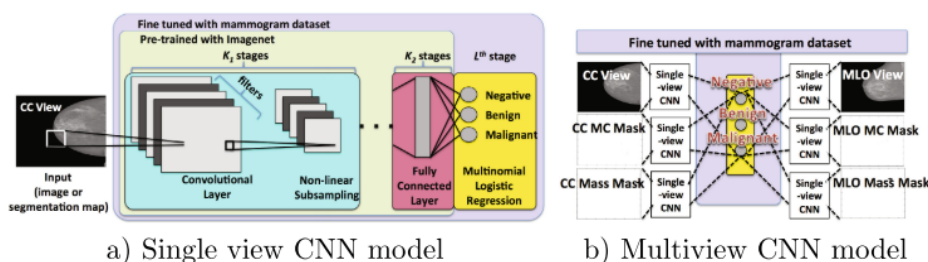 Fine tuned with mammogram dataset
Pre-trained with Imagenet
K₁ stages
K₂ stages
Lᵗʰ stage
filters
CC View
Negative
Benign
Malignant
Input
(image or
segmentation map)
Convolutional
Layer
Non-linear
Subsampling
Fully
Connected
Layer
Multinomial
Logistic
Regression
a) Single view CNN model
Fine tuned with mammogram dataset
CC View
Single
-view
CNN
Negative
Single
-view
CNN
MLO View
CC MC Mask
Single
-view
CNN
Benign
Malignant
Single
-view
CNN
MLO MC Mask
CC Mass Mask
Single
-view
CNN
Single
-view
CNN
MLO Mass Mask
b) Multiview CNN model